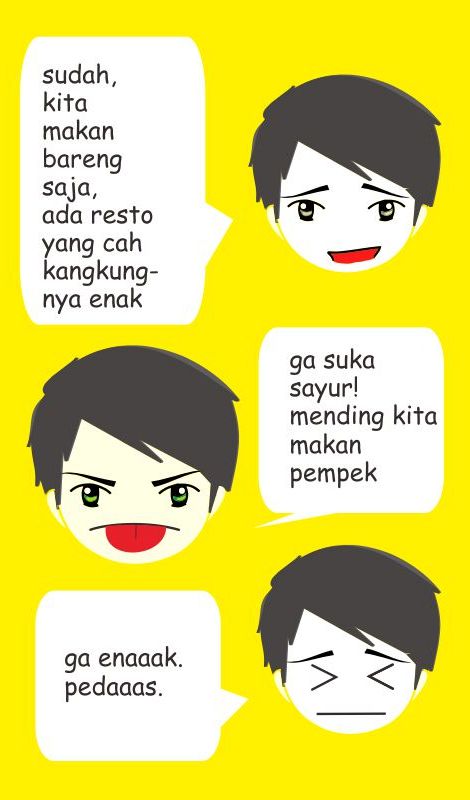 sudah,
kita
makan
bareng
saja,
ada resto
yang cah
kangkung-
nya enak
ga suka
sayur!
mending kita
makan
pempek
ga enaaak.
pedaaas.